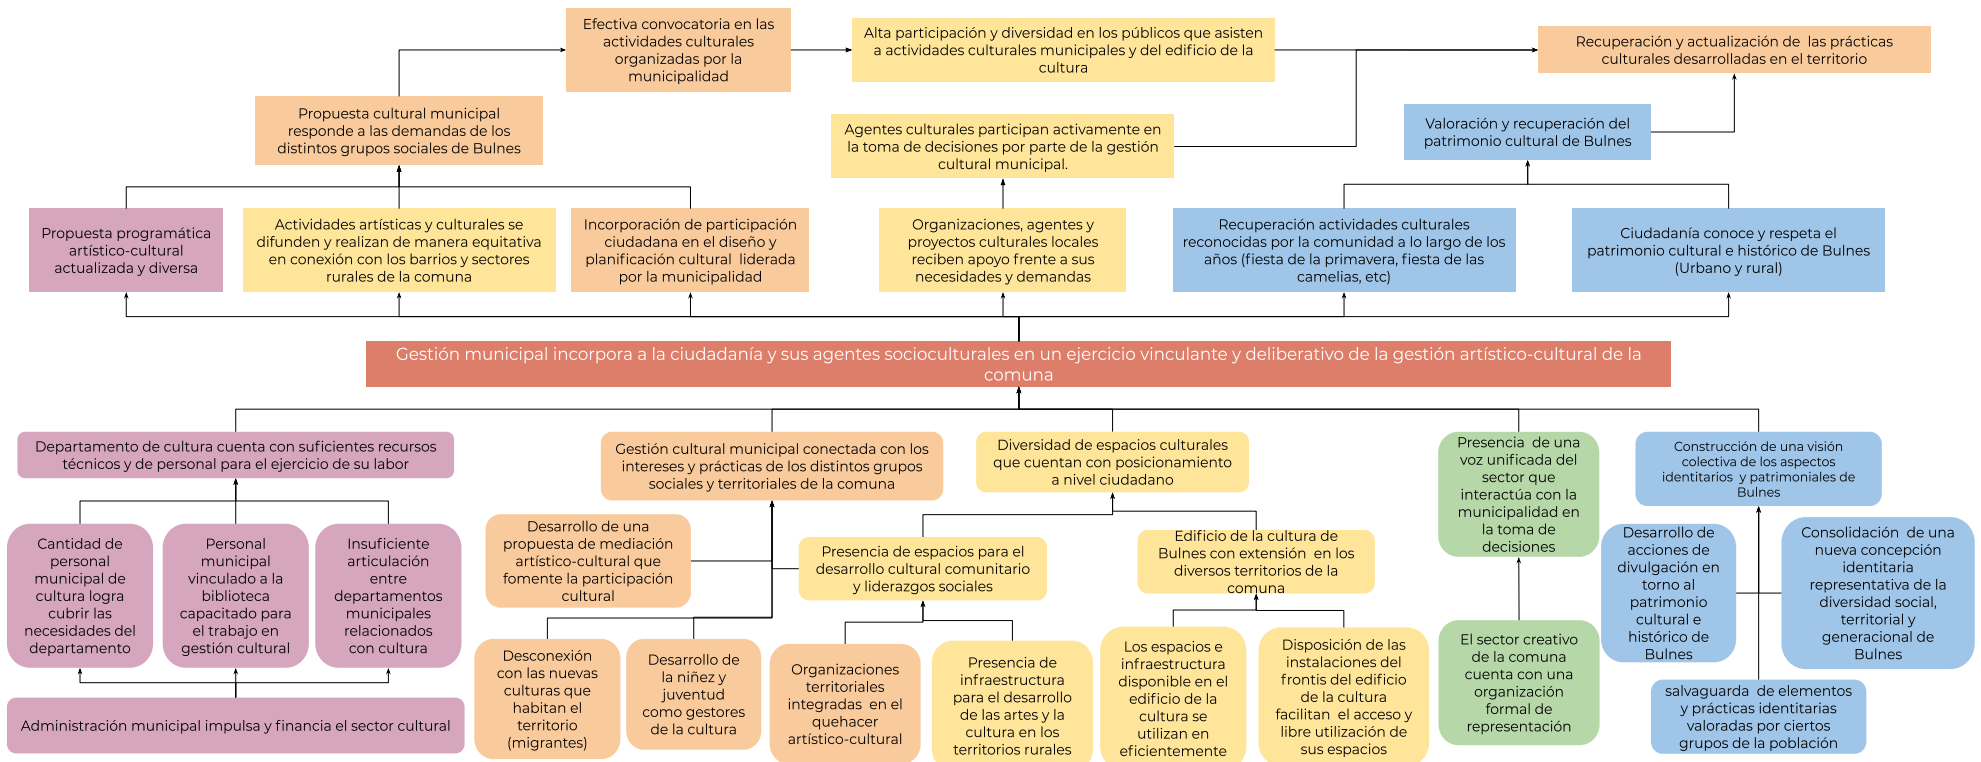 Efectiva convocatoria en las
actividades culturales
organizadas por la
municipalidad
Alta participación y diversidad en los públicos que asisten
a actividades culturales municipales y del edificio de la
cultura
Recuperación y actualización de las prácticas
culturales desarrolladas en el territorio
Propuesta cultural municipal
responde a las demandas de los
distintos grupos sociales de Bulnes
Agentes culturales participan activamente en
la toma de decisiones por parte de la gestión
cultural municipal.
Valoración y recuperación del
patrimonio cultural de Bulnes
Propuesta programática
artístico-cultural
actualizada y diversa
Actividades artísticas y culturales se
difunden y realizan de manera equitativa
en conexión con los barrios y sectores
rurales de la comuna
Incorporación de participación
ciudadana en el diseño y
planificación cultural liderada
por la municipalidad
Organizaciones, agentes y
proyectos culturales locales
reciben apoyo frente a sus
necesidades y demandas
Recuperación actividades culturales
reconocidas por la comunidad a lo largo de los
años (fiesta de la primavera, fiesta de las
camelias, etc)
Ciudadanía conoce y respeta el
patrimonio cultural e histórico de Bulnes
(Urbano y rural)
Gestión municipal incorpora a la ciudadanía y sus agentes socioculturales en un ejercicio vinculante y deliberativo de la gestión artístico-cultural de la
comuna
Departamento de cultura cuenta con suficientes recursos
técnicos y de personal para el ejercicio de su labor
Gestión cultural municipal conectada con los
intereses y prácticas de los distintos grupos
sociales y territoriales de la comuna
Diversidad de espacios culturales
que cuentan con posicionamiento
a nivel ciudadano
Presencia de una
voz unificada del
sector que
interactúa con la
municipalidad en
la toma de
decisiones
Construcción de una visión
colectiva de los aspectos
identitarios y patrimoniales de
Bulnes
Cantidad de
personal
municipal de
cultura logra
cubrir las
necesidades del
departamento
Personal
municipal
vinculado a la
biblioteca
capacitado para
el trabajo en
gestión cultural
Insuficiente
articulación
entre
departamentos
municipales
relacionados
con cultura
Desarrollo de una
propuesta de mediación
artístico-cultural que
fomente la participación
cultural
Presencia de espacios para el
desarrollo cultural comunitario
y liderazgos sociales
Edificio de la cultura de
Bulnes con extensión en los
diversos territorios de la
comuna
Desarrollo de
acciones de
divulgación en
torno al
patrimonio
cultural e
histórico de
Bulnes
Consolidación de una
nueva concepción
identitaria
representativa de la
diversidad social,
territorial y
generacional de
Bulnes
Administración municipal impulsa y financia el sector cultural
Desconexión
con las nuevas
culturas que
habitan el
territorio
(migrantes)
Desarrollo de
la niñez y
juventud
como gestores
de la cultura
Organizaciones
territoriales
integradas en el
quehacer
artístico-cultural
Presencia de
infraestructura
para el desarrollo
de las artes y la
cultura en los
territorios rurales
Los espacios e
infraestructura
disponible en el
edificio de la
cultura se
utilizan en
eficientemente
Disposición de las
instalaciones del
frontis del edificio
de la cultura
facilitan el acceso y
libre utilización de
sus espacios
El sector creativo
de la comuna
cuenta con una
organización
formal de
representación
salvaguarda de elementos
y prácticas identitarias
valoradas por ciertos
grupos de la población